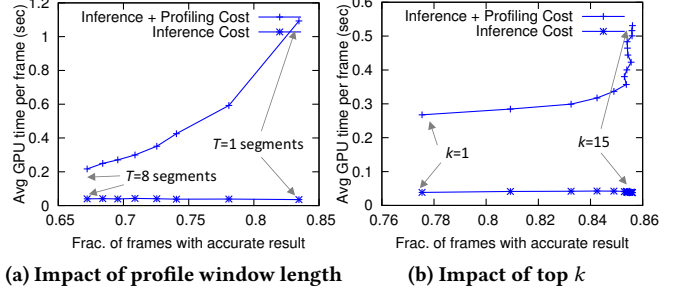 1.2
Inference + Profiling Cost
Inference Cost
1
0.8
0.6
0.4
0.2
0
T=1 segments
T=8 segments
0.65 0.7 0.75 0.8 0.85
Avg GPU time per frame (sec)
Frac. of frames with accurate result
(a) Impact of profile window length
0.6
Inference + Profiling Cost
Inference Cost
0.5
0.4
0.3
0.2
0.1
0
k=1
k=15
0.76 0.78 0.8 0.82 0.84 0.86
Avg GPU time per frame (sec)
Frac. of frames with accurate result
(b) Impact of top k